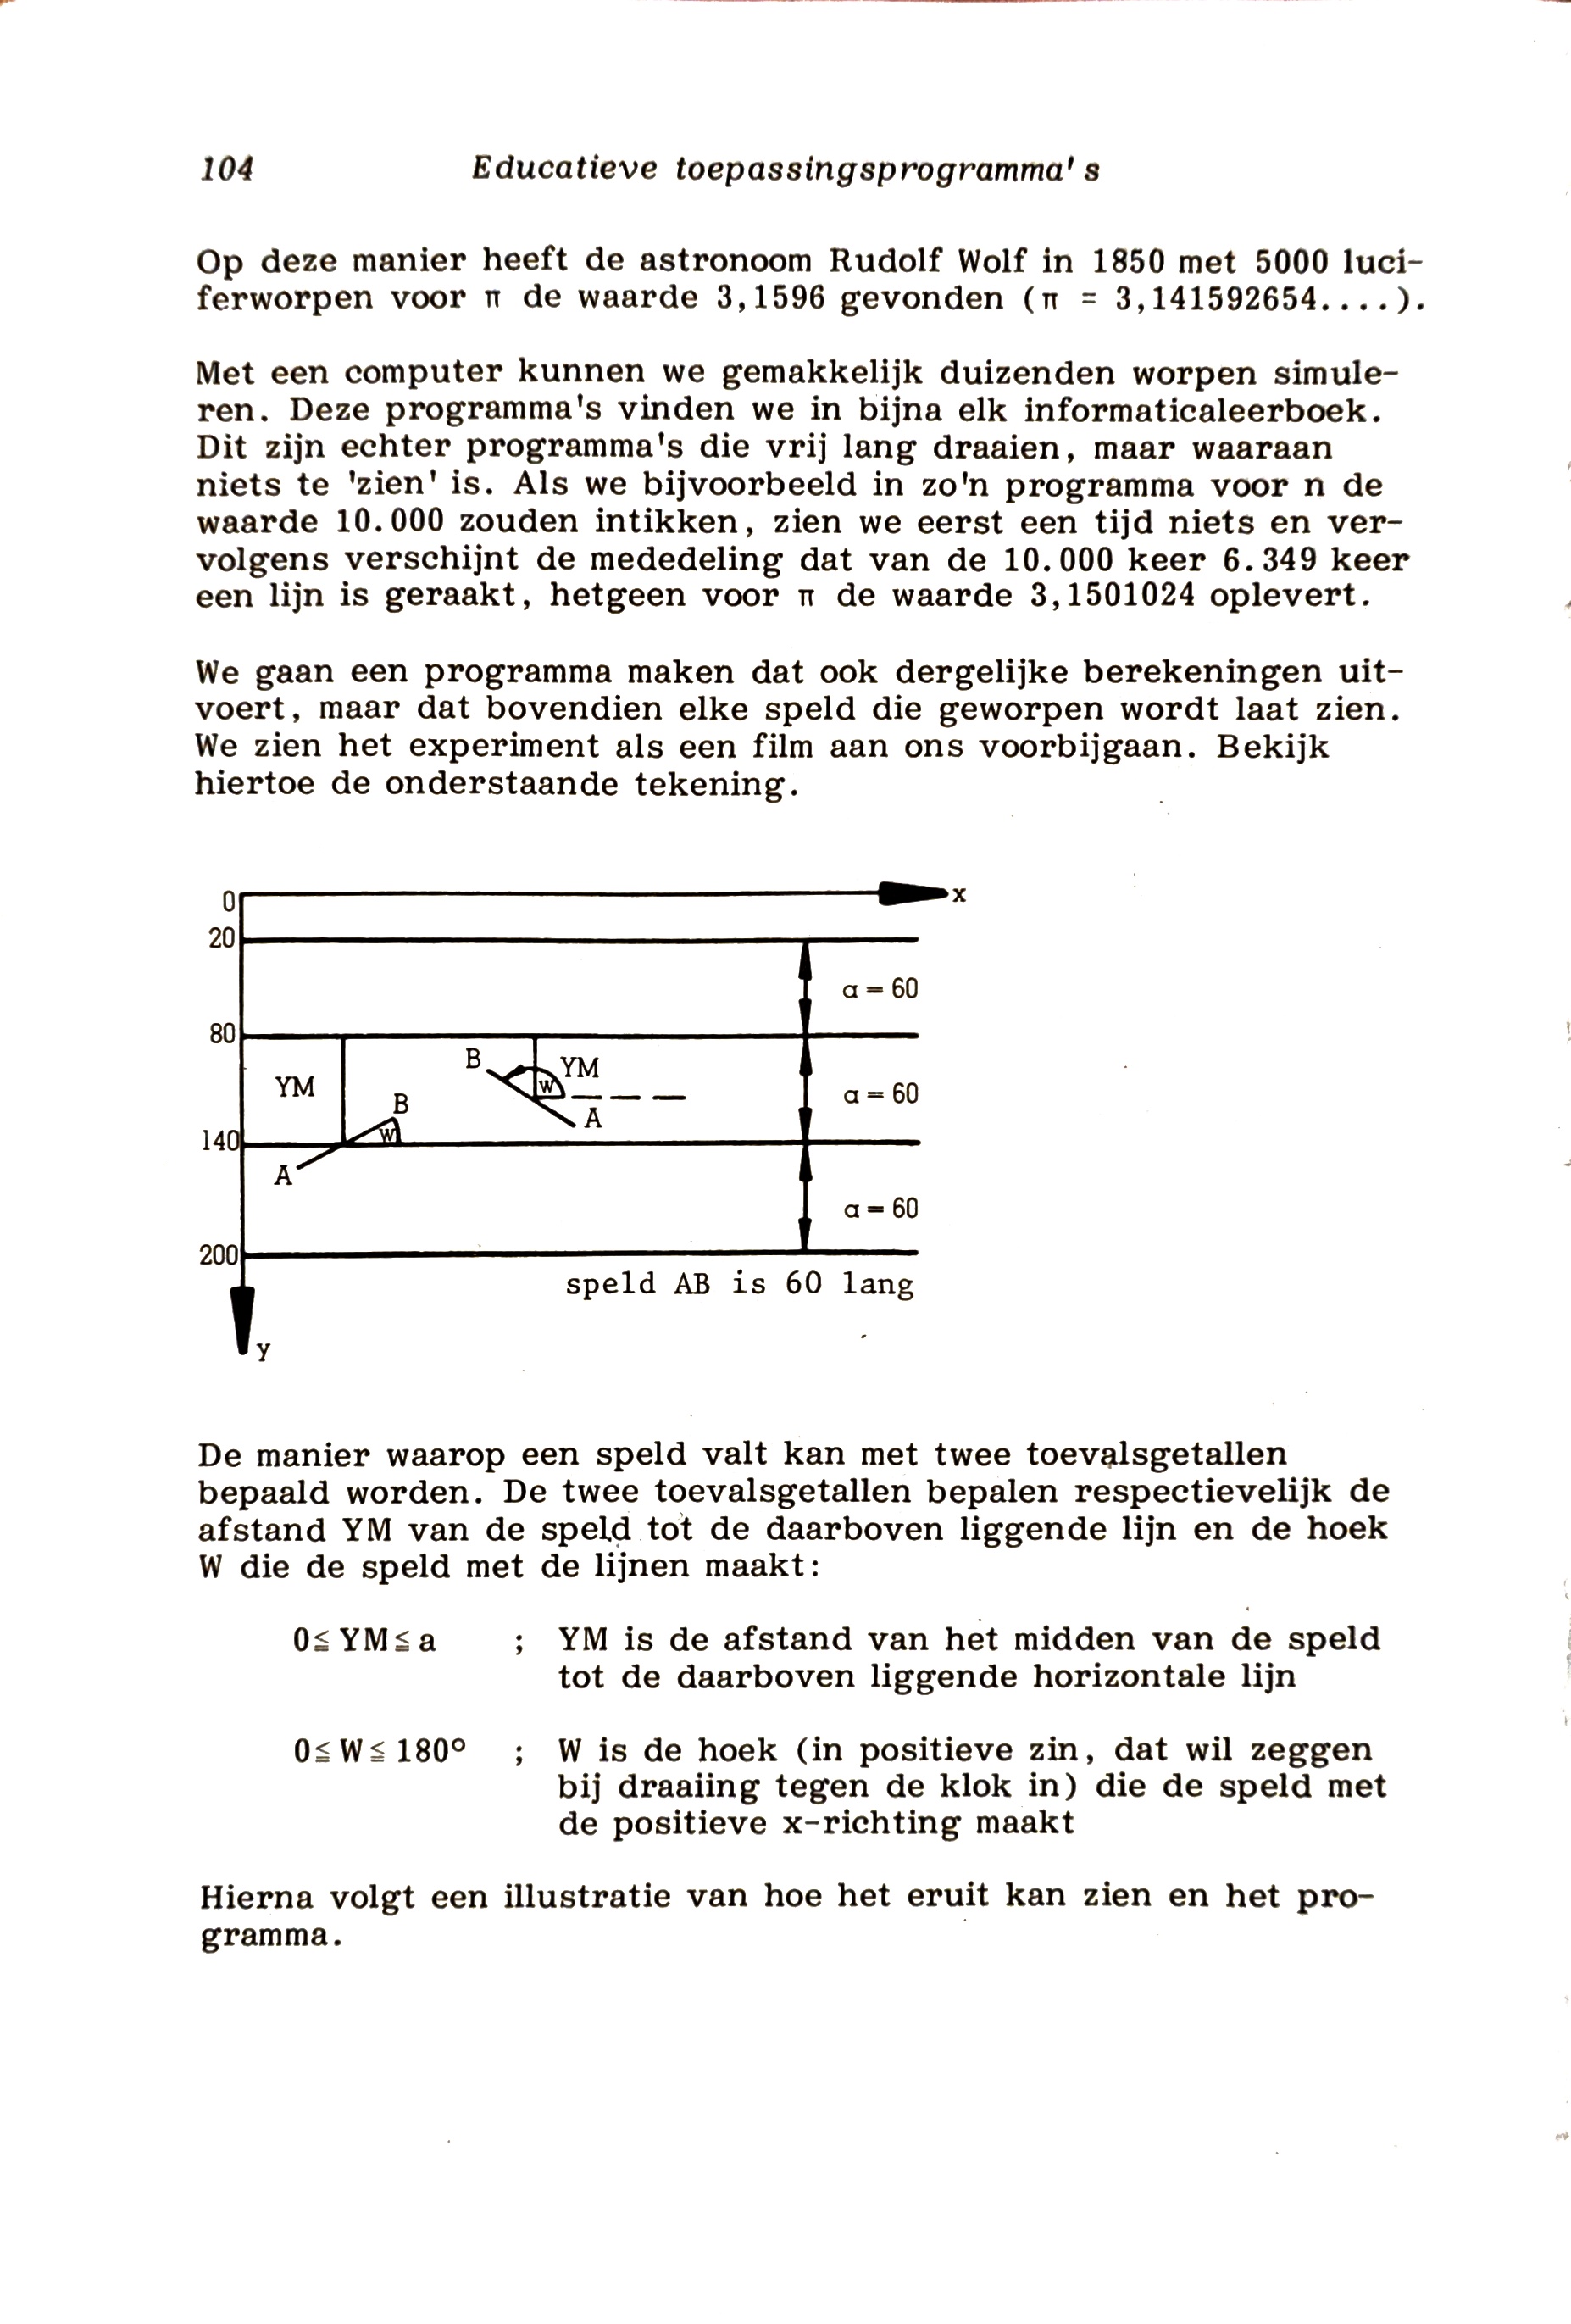 104 Educatieve toepassingsprogramma's
Op deze manier heeft de astronoom Rudolf Wolf in 1850 met 5000 luci-
ferworpen voor π de waarde 3,1596 gevonden (π = 3,141592654....).
Met een computer kunnen we gemakkelijk duizenden worpen simule-
ren. Deze programma's vinden we in bijna elk informaticaleerboek.
Dit zijn echter programma's die vrij lang draaien, maar waaraan
niets te 'zien' is. Als we bijvoorbeeld in zo'n programma voor n de
waarde 10.000 zouden intikken, zien we eerst een tijd niets en ver-
volgens verschijnt de mededeling dat van de 10.000 keer 6.349 keer
een lijn is geraakt, hetgeen voor π de waarde 3,1501024 oplevert.
We gaan een programma maken dat ook dergelijke berekeningen uit-
voert, maar dat bovendien elke speld die geworpen wordt laat zien.
We zien het experiment als een film aan ons voorbijgaan. Bekijk
hiertoe de onderstaande tekening.
0 x
20
a = 60
80
B YM
YM W a = 60
B A
140 W
A
a = 60
200
speld AB is 60 lang
y
De manier waarop een speld valt kan met twee toevalsgetallen
bepaald worden. De twee toevalsgetallen bepalen respectievelijk de
afstand YM van de speld tot de daarboven liggende lijn en de hoek
W die de speld met de lijnen maakt:
0≦YM≦a ; YM is de afstand van het midden van de speld
tot de daarboven liggende horizontale lijn
0≦W≦180° ; W is de hoek (in positieve zin, dat wil zeggen
bij draaiing tegen de klok in) die de speld met
de positieve x-richting maakt
Hierna volgt een illustratie van hoe het eruit kan zien en het pro-
gramma.